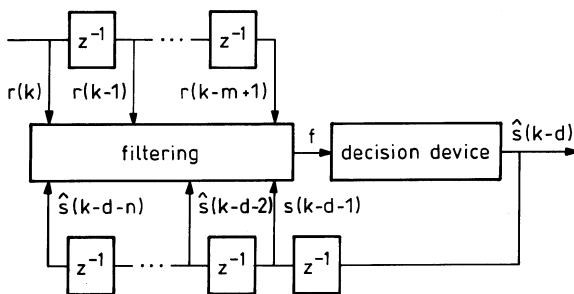 z⁻¹ ... z⁻¹
r(k) r(k-1) r(k-m+1)
filtering
f
decision device
ŝ(k-d)
ŝ(k-d-n) ŝ(k-d-2) s(k-d-1)
z⁻¹ ... z⁻¹ z⁻¹